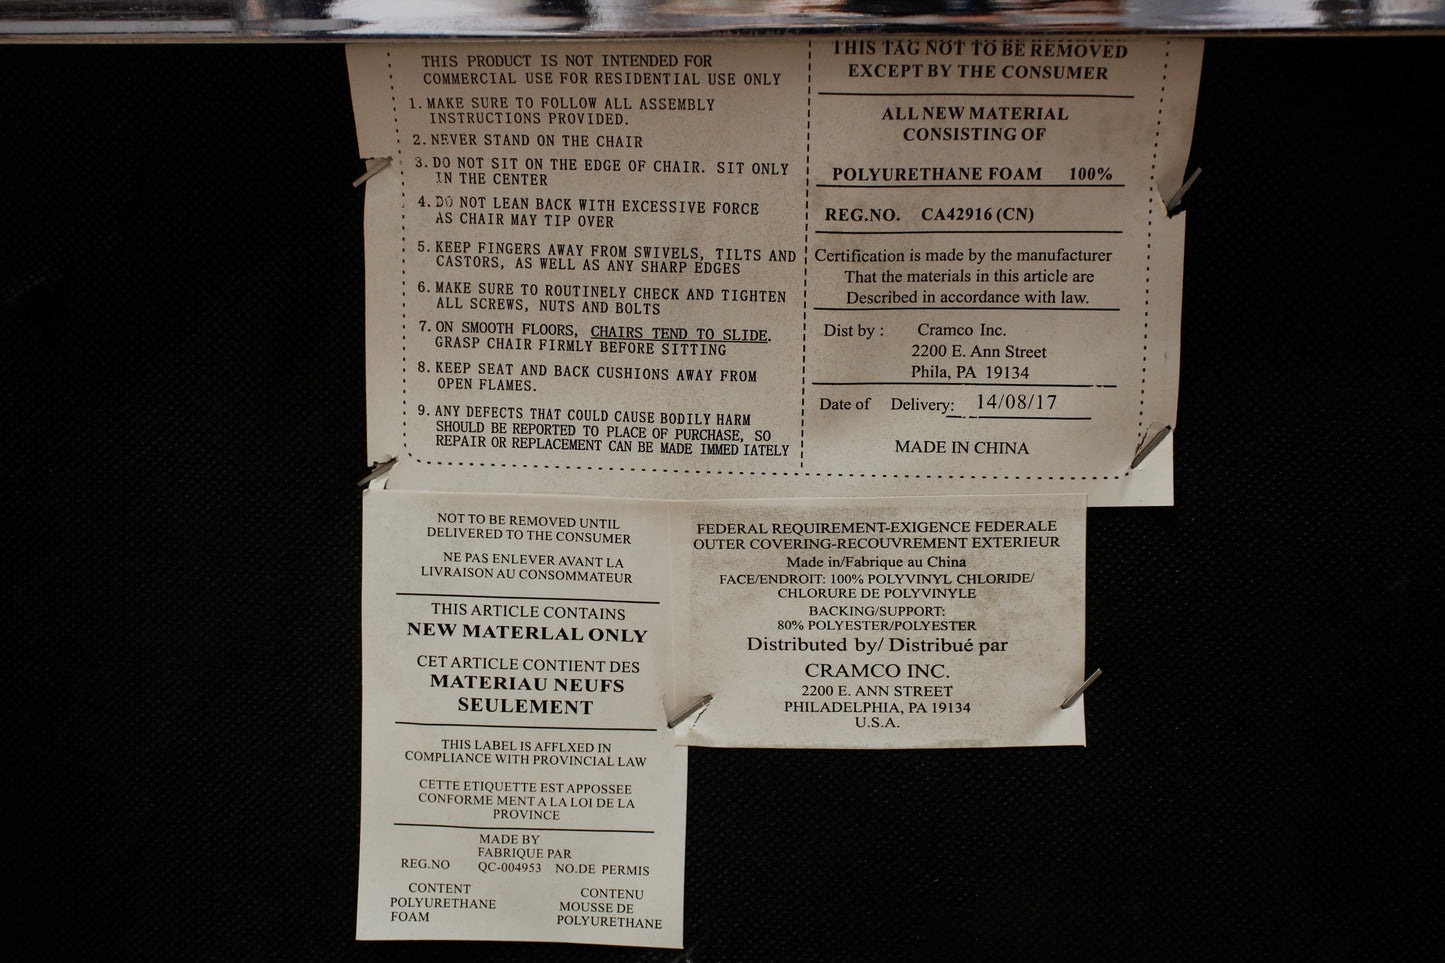 THIS PRODUCT IS NOT INTENDED FOR
COMMERCIAL USE FOR RESIDENTIAL USE ONLY
1. MAKE SURE TO FOLLOW ALL ASSEMBLY
INSTRUCTIONS PROVIDED.
2. NEVER STAND ON THE CHAIR
3. DO NOT SIT ON THE EDGE OF CHAIR. SIT ONLY
IN THE CENTER
4. DO NOT LEAN BACK WITH EXCESSIVE FORCE
AS CHAIR MAY TIP OVER
5. KEEP FINGERS AWAY FROM SWIVELS, TILTS AND
CASTORS, AS WELL AS ANY SHARP EDGES
6. MAKE SURE TO ROUTINELY CHECK AND TIGHTEN
ALL SCREWS, NUTS AND BOLTS
7. ON SMOOTH FLOORS, CHAIRS TEND TO SLIDE.
GRASP CHAIR FIRMLY BEFORE SITTING
8. KEEP SEAT AND BACK CUSHIONS AWAY FROM
OPEN FLAMES.
9. ANY DEFECTS THAT COULD CAUSE BODILY HARM
SHOULD BE REPORTED TO PLACE OF PURCHASE, SO
REPAIR OR REPLACEMENT CAN BE MADE IMMED IATELY
THIS TAG NOT TO BE REMOVED
EXCEPT BY THE CONSUMER
ALL NEW MATERIAL
CONSISTING OF
POLYURETHANE FOAM 100%
REG.NO. CA42916 (CN)
Certification is made by the manufacturer
That the materials in this article are
Described in accordance with law.
Dist by : Cramco Inc.
2200 E. Ann Street
Phila, PA 19134
Date of Delivery: 14/08/17
MADE IN CHINA
NOT TO BE REMOVED UNTIL
DELIVERED TO THE CONSUMER
NE PAS ENLEVER AVANT LA
LIVRAISON AU CONSOMMATEUR
THIS ARTICLE CONTAINS
NEW MATERLAL ONLY
CET ARTICLE CONTIENT DES
MATERIAU NEUFS
SEULEMENT
THIS LABEL IS AFFLXED IN
COMPLIANCE WITH PROVINCIAL LAW
CETTE ETIQUETTE EST APPOSSEE
CONFORME MENT A LA LOI DE LA
PROVINCE
MADE BY
FABRIQUE PAR
REG.NO QC-004953 NO.DE PERMIS
CONTENT
POLYURETHANE
FOAM
CONTENU
MOUSSE DE
POLYURETHANE
FEDERAL REQUIREMENT-EXIGENCE FEDERALE
OUTER COVERING-RECOUVREMENT EXTERIEUR
Made in/Fabrique au China
FACE/ENDROIT: 100% POLYVINYL CHLORIDE/
CHLORURE DE POLYVINYLE
BACKING/SUPPORT:
80% POLYESTER/POLYESTER
Distributed by/ Distribué par
CRAMCO INC.
2200 E. ANN STREET
PHILADELPHIA, PA 19134
U.S.A.